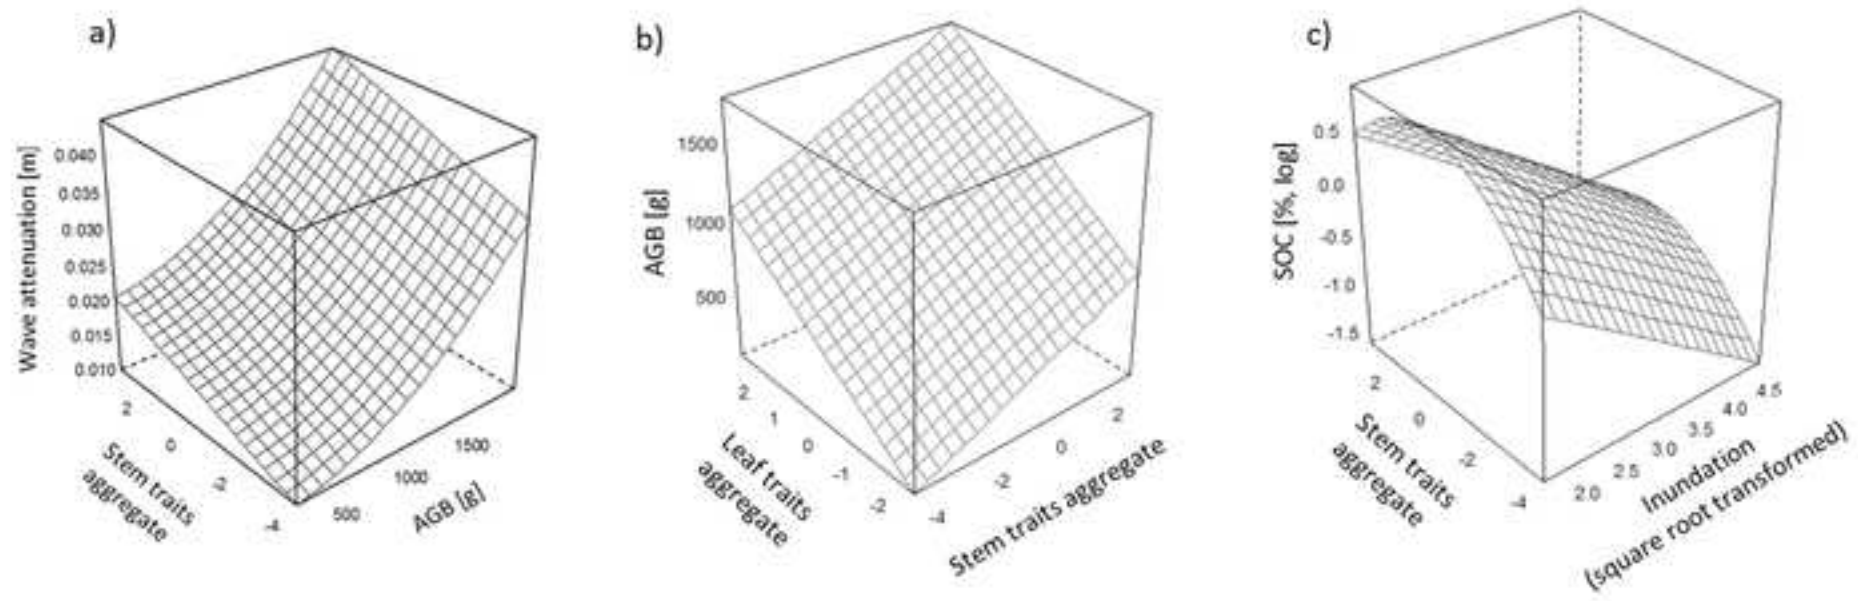 a)
Wave attenuation [m]
0.040
0.035
0.030
0.025
0.020
0.015
0.010
2
0
-2
-4
Stem traits
aggregate
500
1000
1500
AGB [g]
b)
AGB [g]
1500
1000
500
2
1
0
-1
-2
Leaf traits
aggregate
-4
-2
0
2
Stem traits aggregate
c)
SOC [%, log]
0.5
0.0
-0.5
-1.0
-1.5
2
0
-2
-4
Stem traits
aggregate
2.0
2.5
3.0
3.5
4.0
4.5
Inundation
(square root transformed)